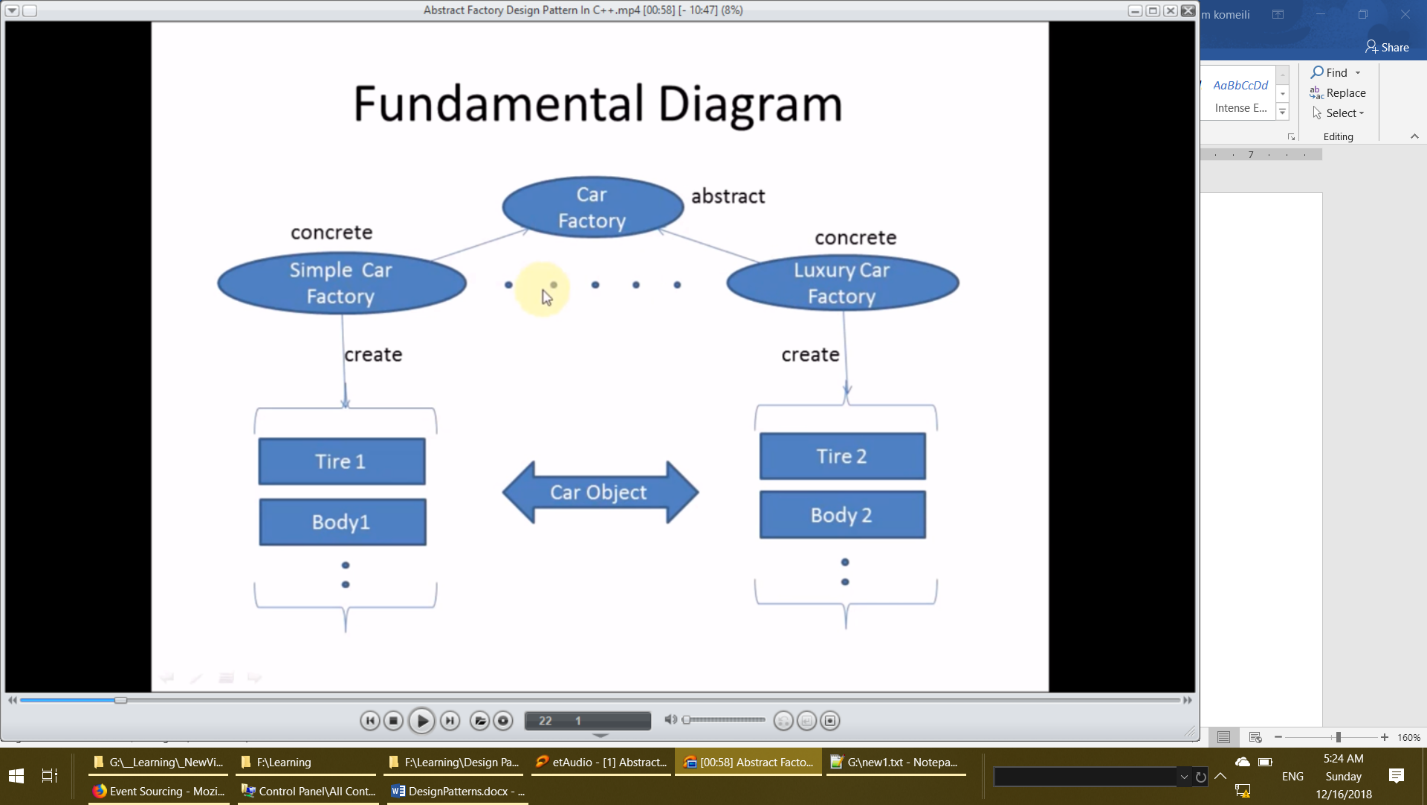 Abstract Factory Design Pattern In C++.mp4 [00:58] [- 10:47] (8%)
m komeili
Share
Fundamental Diagram
Car
Factory
abstract
concrete
Simple Car
Factory
concrete
Luxury Car
Factory
create
create
Tire 1
Body1
Car Object
Tire 2
Body 2
22 1
AaBbCcDd
Intense E...
Find
Replace
Select
Editing
7
160%
G:\__Learning\_NewVi...
F:\Learning
F:\Learning\Design Pa...
etAudio - [1] Abstract...
[00:58] Abstract Facto...
G:\new1.txt - Notepa...
Event Sourcing - Mozi...
Control Panel\All Cont...
DesignPatterns.docx - ...
ENG
5:24 AM
Sunday
12/16/2018